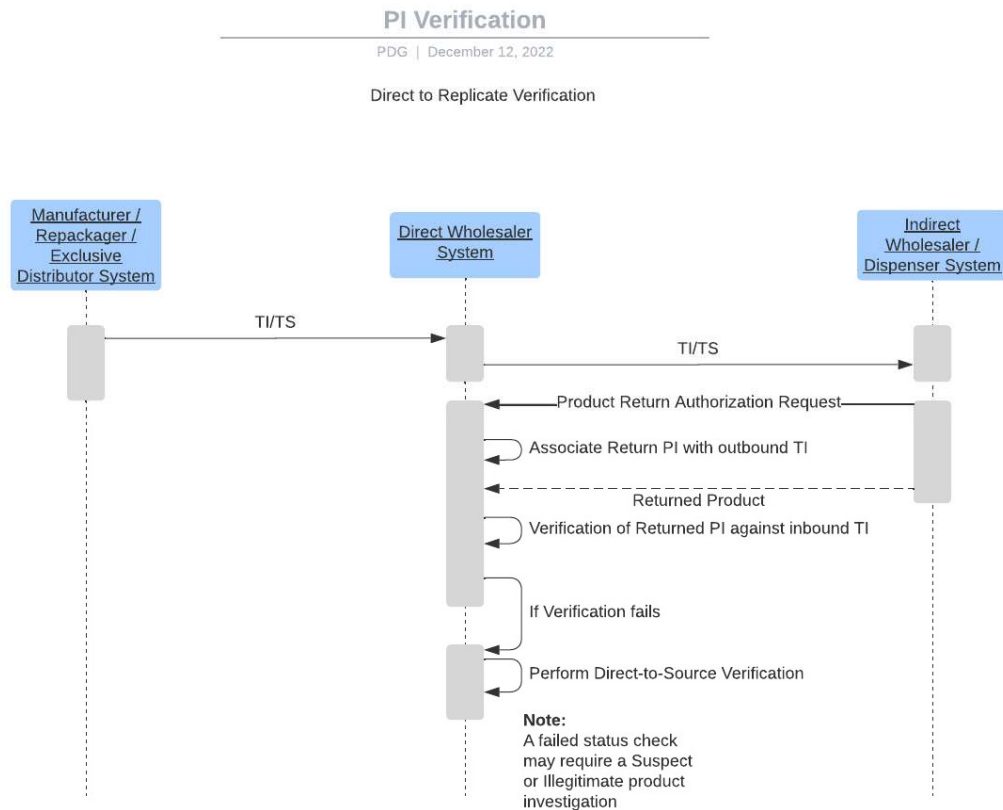 PI Verification
PDG | December 12, 2022
Direct to Replicate Verification
Manufacturer /
Repackager /
Exclusive
Distributor System
Direct Wholesaler
System
Indirect
Wholesaler /
Dispenser System
TI/TS
TI/TS
Product Return Authorization Request
Associate Return PI with outbound TI
Returned Product
Verification of Returned PI against inbound TI
If Verification fails
Perform Direct-to-Source Verification
Note:
A failed status check
may require a Suspect
or Illegitimate product
investigation